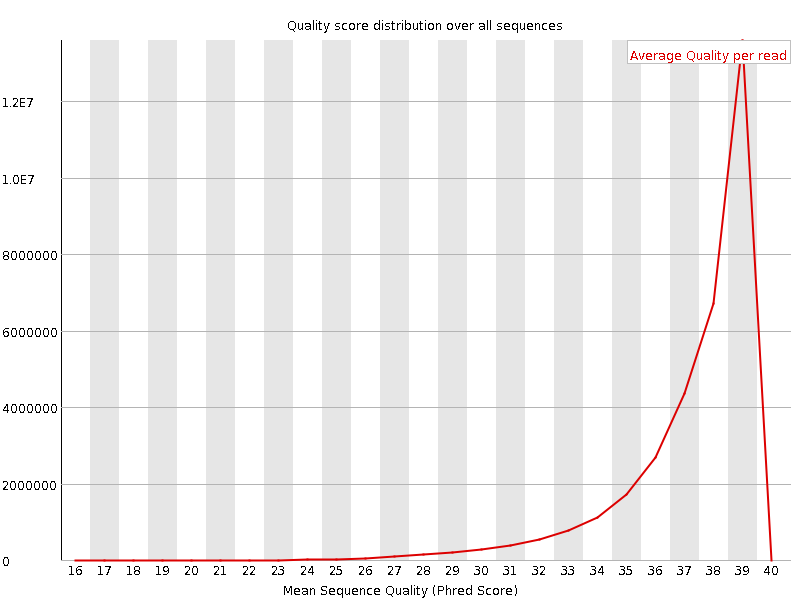 Quality score distribution over all sequences
Average Quality per read
1.2E7
1.0E7
8000000
6000000
4000000
2000000
0
16 17 18 19 20 21 22 23 24 25 26 27 28 29 30 31 32 33 34 35 36 37 38 39 40
Mean Sequence Quality (Phred Score)